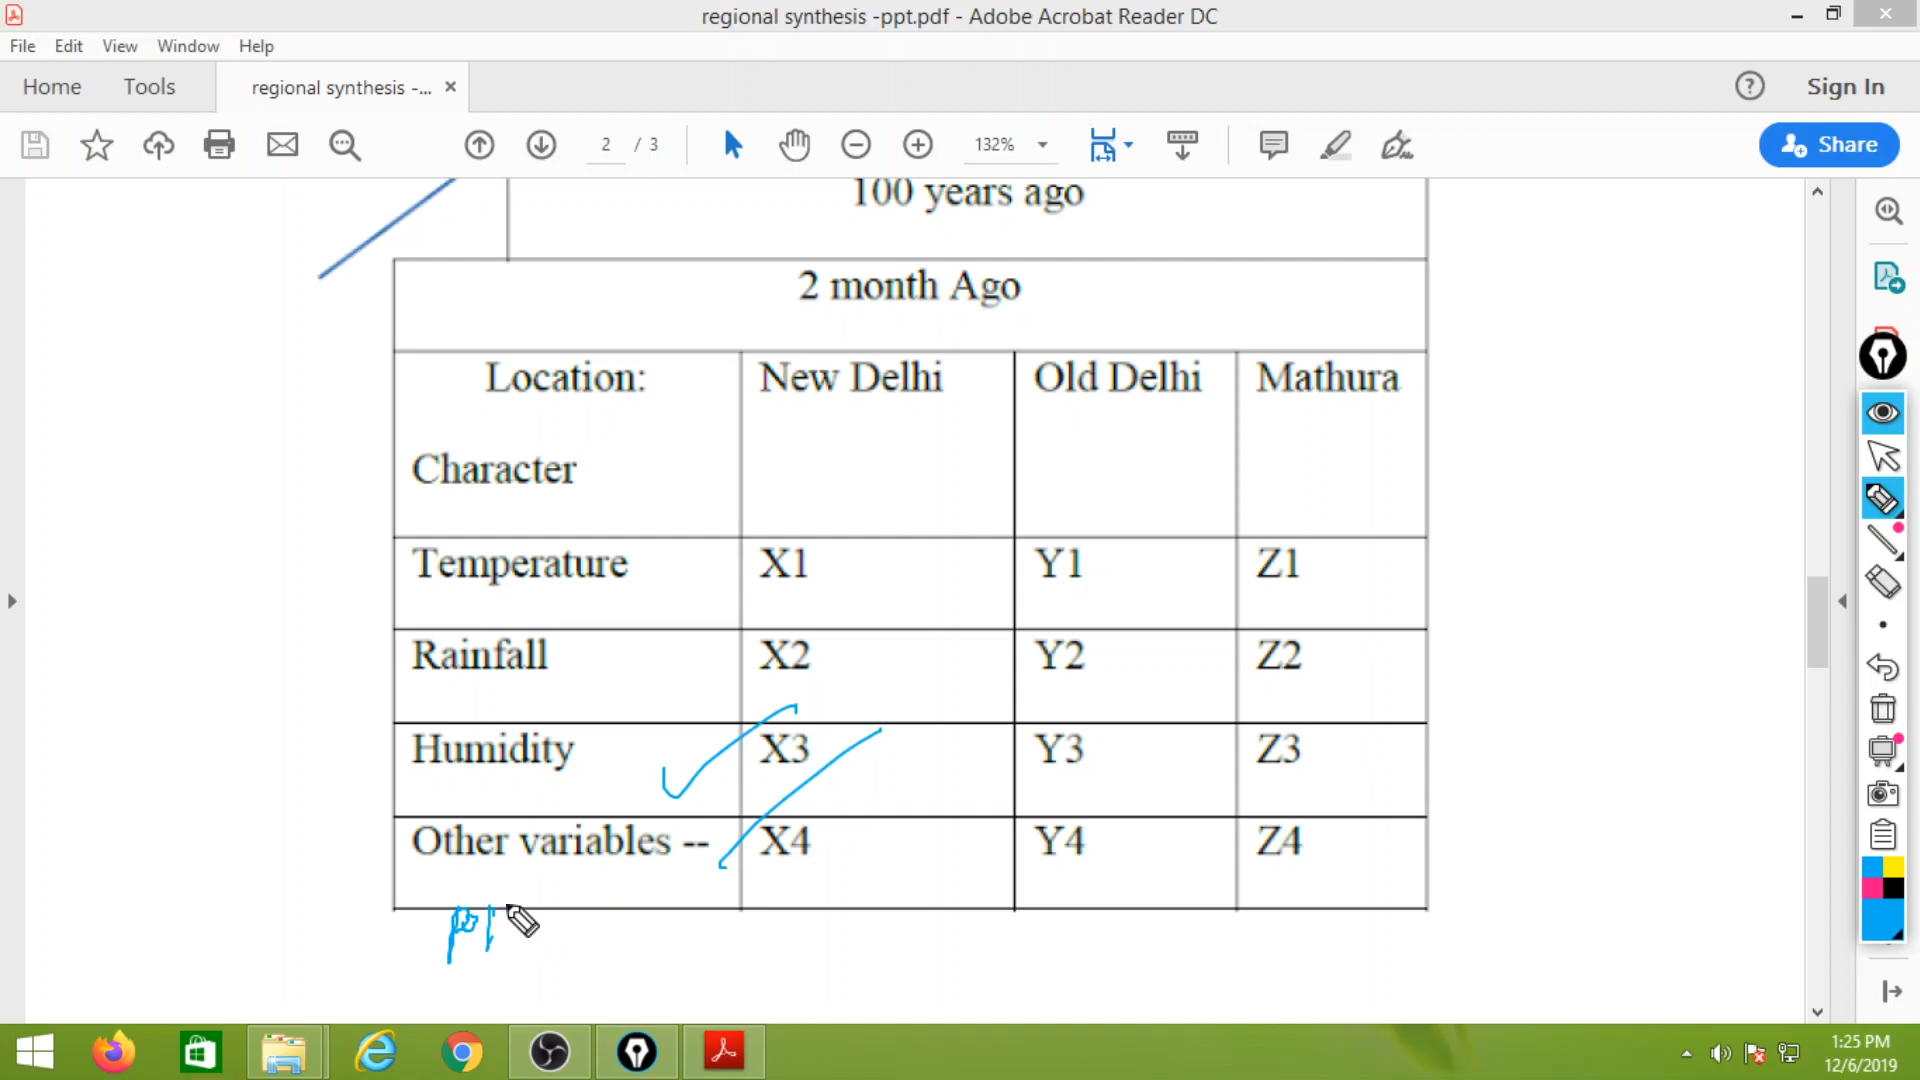 regional synthesis -ppt.pdf - Adobe Acrobat Reader DC
File Edit View Window Help
Home Tools regional synthesis -... × Sign In
2 / 3 132% Share
100 years ago
2 month Ago
Location: New Delhi Old Delhi Mathura
Character
Temperature X1 Y1 Z1
Rainfall X2 Y2 Z2
Humidity X3 Y3 Z3
Other variables -- X4 Y4 Z4
1:25 PM
12/6/2019